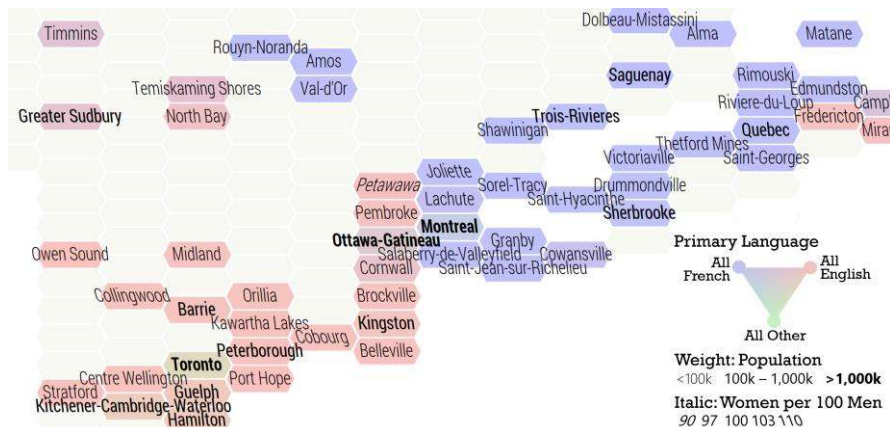 Dolbeau-Mistassini
Timmins
Alma
Matane
Rouyn-Noranda
Amos
Saguenay
Rimouski
Temiskaming Shores
Val-d'Or
Edmundston
Riviere-du-Loup
Campb
Greater Sudbury
North Bay
Trois-Rivieres
Fredericton
Shawinigan
Quebec
Mira
Thetford Mines
Victoriaville
Saint-Georges
Joliette
Petawawa
Sorel-Tracy
Drummondville
Lachute
Saint-Hyacinthe
Pembroke
Sherbrooke
Montreal
Ottawa-Gatineau
Granby
Owen Sound
Midland
Salaberry-de-Valleyfield
Cowansville
Cornwall
Saint-Jean-sur-Richelieu
Collingwood
Orillia
Brockville
Barrie
Kawartha Lakes
Kingston
Cobourg
Peterborough
Belleville
Toronto
Centre Wellington
Port Hope
Stratford
Guelph
Kitchener-Cambridge-Waterloo
Hamilton
Primary Language
All French
All English
All Other
Weight: Population
<100k 100k – 1,000k >1,000k
Italic: Women per 100 Men
90 97 100 103 110